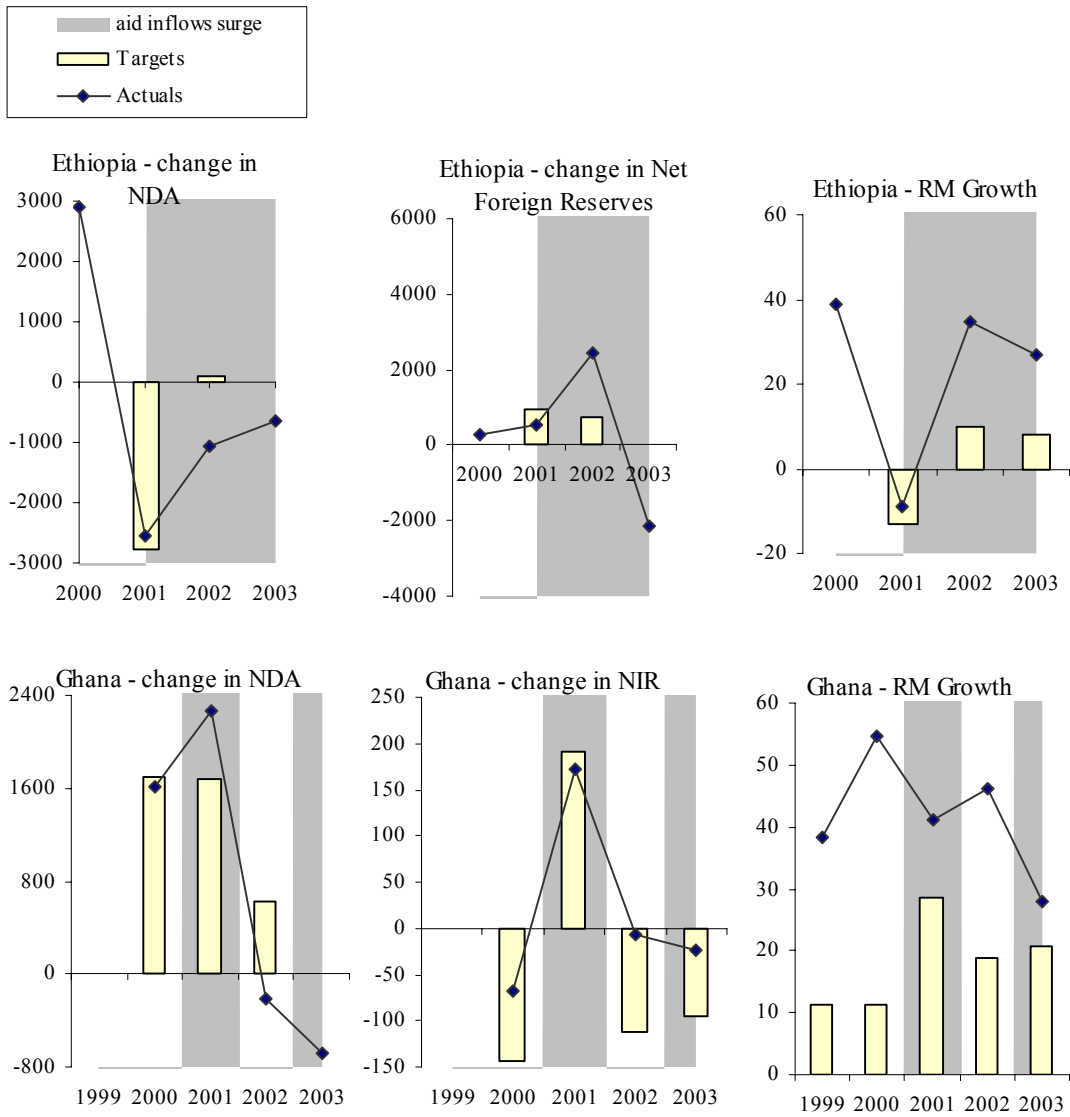 aid inflows surge
Targets
Actuals
Ethiopia - change in
NDA
3000
2000
1000
0
-1000
-2000
-3000
2000 2001 2002 2003
Ethiopia - change in Net
Foreign Reserves
6000
4000
2000
0
-2000
-4000
2000 2001 2002 2003
Ethiopia - RM Growth
60
40
20
0
-20
2000 2001 2002 2003
Ghana - change in NDA
2400
1600
800
0
-800
1999 2000 2001 2002 2003
Ghana - change in NIR
250
200
150
100
50
0
-50
-100
-150
1999 2000 2001 2002 2003
Ghana - RM Growth
60
50
40
30
20
10
0
1999 2000 2001 2002 2003